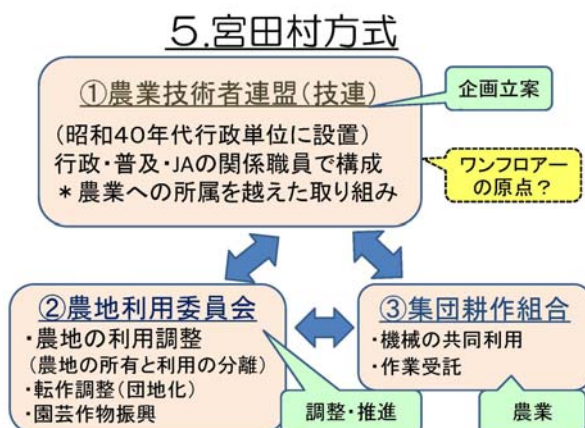 5.宮田村方式
①農業技術者連盟(技連)
(昭和40年代行政単位に設置)
行政・普及・JAの関係職員で構成
*農業への所属を越えた取り組み
企画立案
ワンフロアー
の原点?
②農地利用委員会
・農地の利用調整
(農地の所有と利用の分離)
・転作調整(団地化)
・園芸作物振興
調整・推進
③集団耕作組合
・機械の共同利用
・作業受託
農業